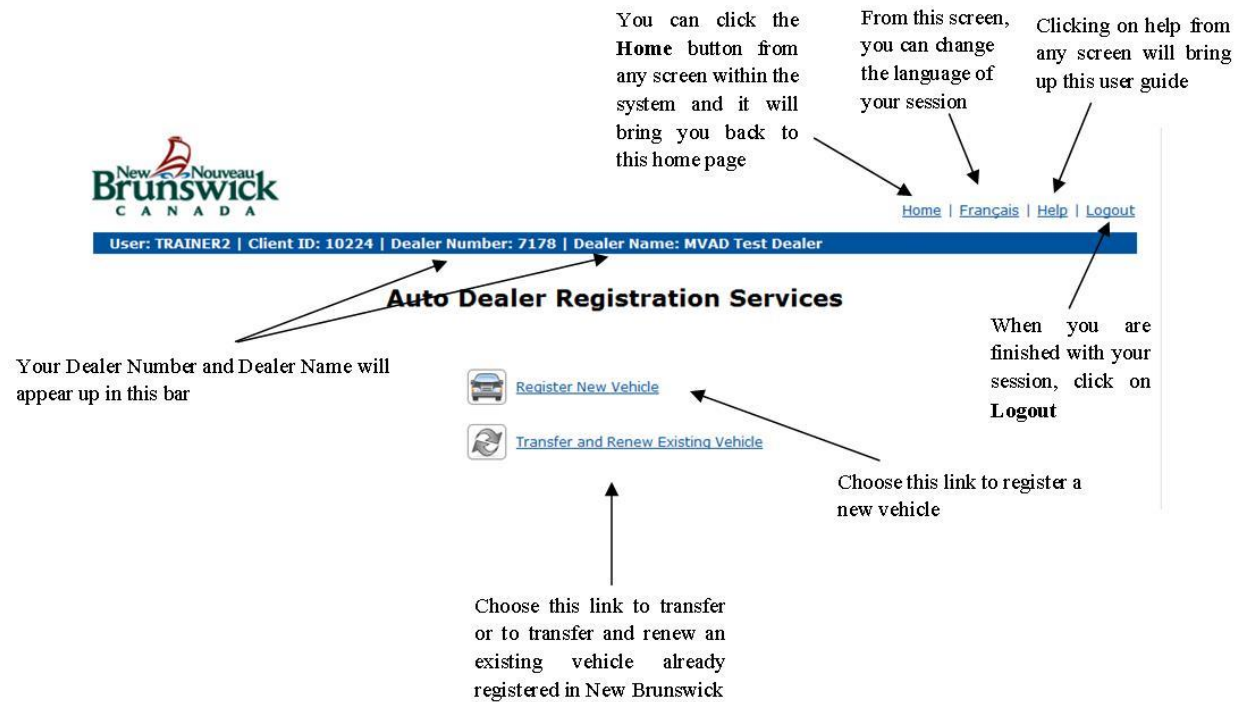 You can click the
Home button from
any screen within the
system and it will
bring you back to
this home page
From this screen,
you can change
the language of
your session
Clicking on help from
any screen will bring
up this user guide
New Nouveau
Brunswick
CANADA
Home | Français | Help | Logout
User: TRAINER2 | Client ID: 10224 | Dealer Number: 7178 | Dealer Name: MVAD Test Dealer
Auto Dealer Registration Services
Your Dealer Number and Dealer Name will
appear up in this bar
When you are
finished with your
session, click on
Logout
Register New Vehicle
Transfer and Renew Existing Vehicle
Choose this link to register a
new vehicle
Choose this link to transfer
or to transfer and renew an
existing vehicle already
registered in New Brunswick